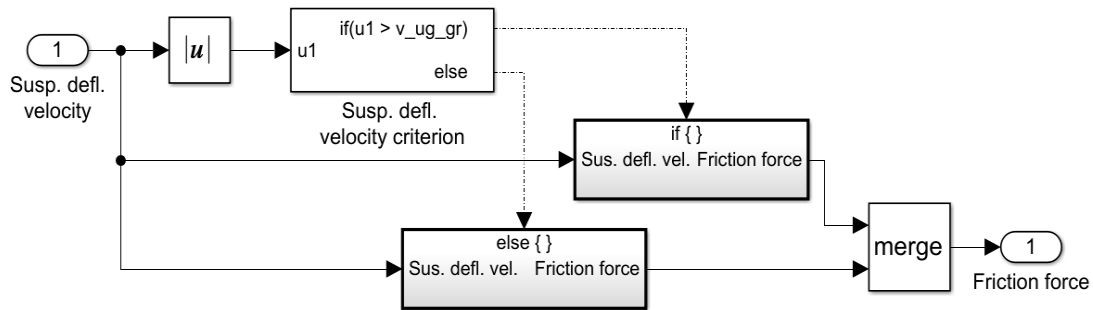 1
Susp. defl.
velocity
|u|
u1
if(u1 > v_ug_gr)
else
Susp. defl.
velocity criterion
if { }
Sus. defl. vel. Friction force
else { }
Sus. defl. vel. Friction force
merge
1
Friction force